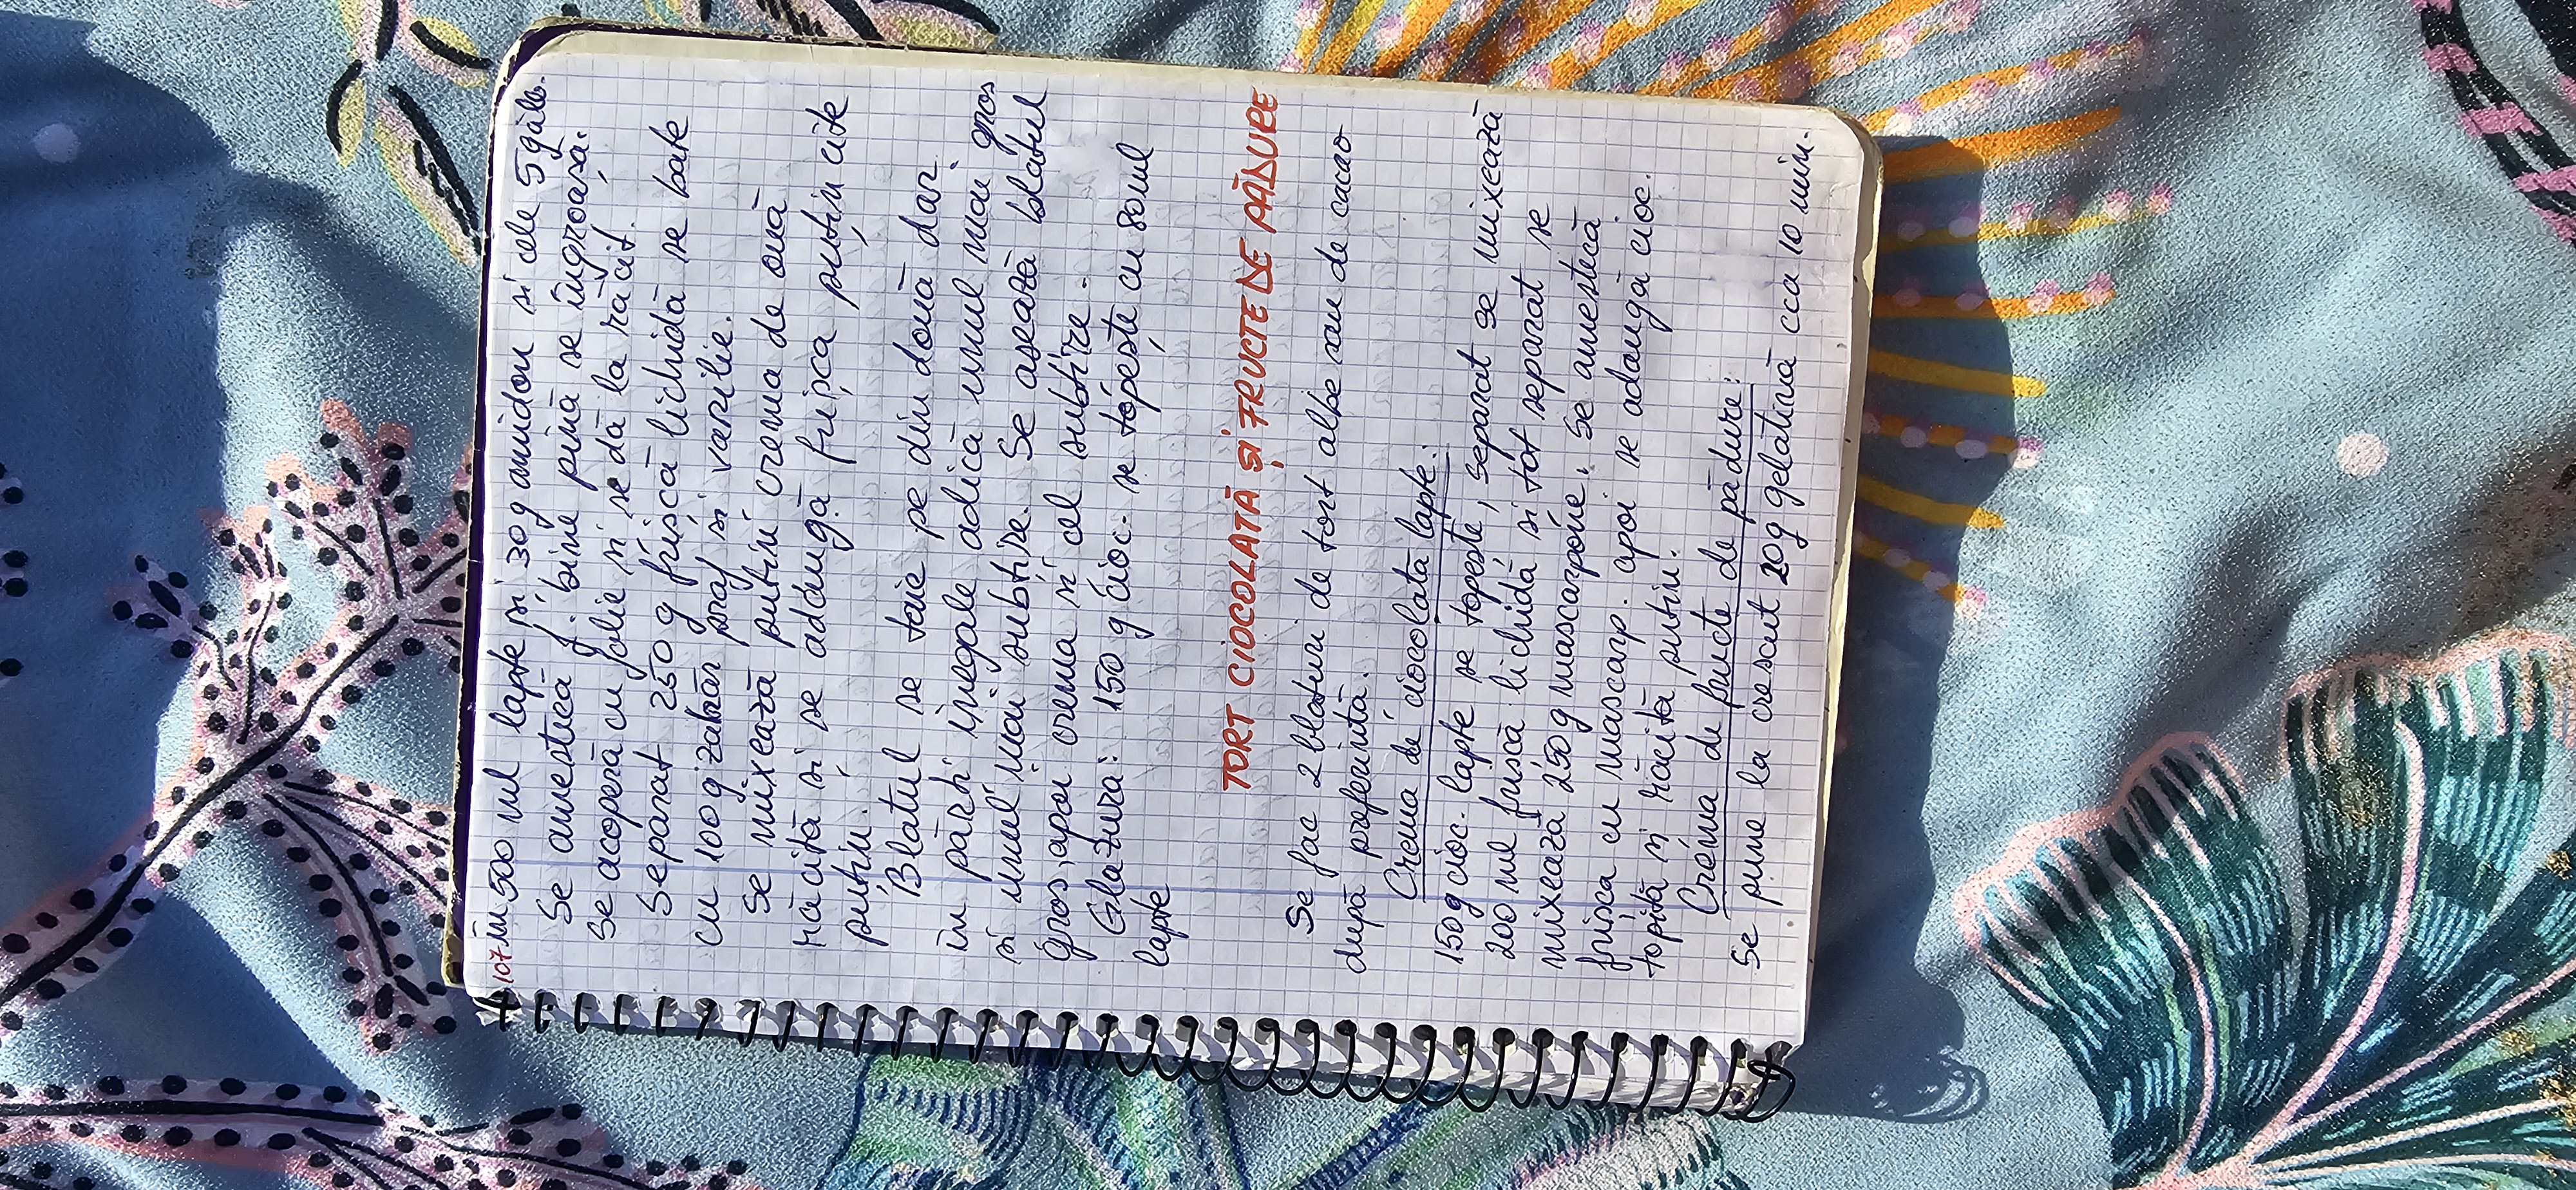 107 în 500 ml lapte și 30g amidon și cele 5 gălb.
Se amestecă f. bine pină se îngroașă.
Se acoperă cu folie și se dă la răcit.
Separat 250 g frișcă lichidă se bate
cu 100 g zahăr praf și vanilie.
Se mixează puțin crema de ouă
răcită și se adaugă frișca puțin cite
puțin.
Blatul se taie pe din două dar
în părți inegale adică unul mai gros
și unul mai subțire. Se așează blatul
gros, apoi crema și cel subțire.
Glazura: 150 g cioc. se topește cu 80ml
lapte
TORT CIOCOLATĂ ȘI FRUCTE DE PĂDURE
Se fac 2 blaturi de tort albe sau de cacao
după preferință.
Crema de ciocolată lapte:
150g cioc. lapte se topește, separat se mixează
200 ml frișcă lichidă și tot separat se
mixează 250 g mascarpone. Se amestecă
frișca cu mascarp. apoi se adaugă cioc.
topită și răcită puțin.
Crema de fructe de pădure:
Se pune la crescut 20g gelatină cca 10 min.